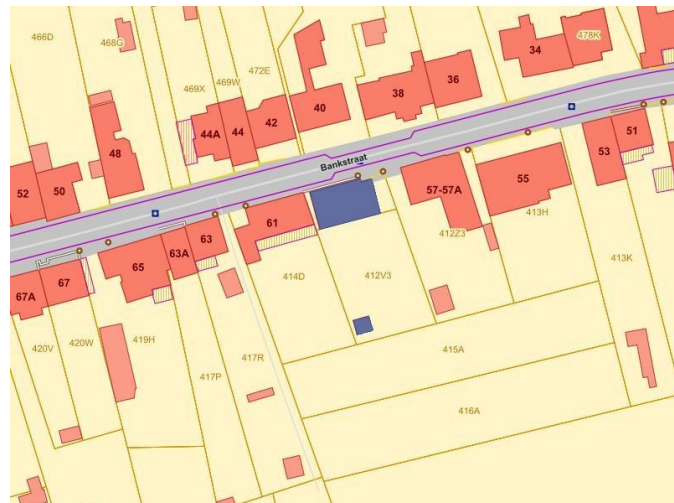 466D
468G
478K
34
472E
469W
469X
36
38
40
42
44
44A
48
51
53
Bankstraat
52
50
57-57A
55
413H
61
412Z3
63
63A
65
413K
67
67A
414D
412V3
419H
420W
420V
415A
417R
417P
416A